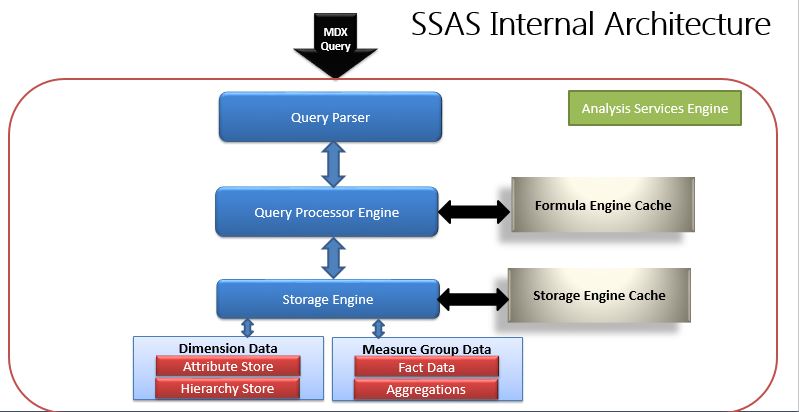 SSAS Internal Architecture
MDX
Query
Query Parser
Analysis Services Engine
Query Processor Engine
Formula Engine Cache
Storage Engine
Storage Engine Cache
Dimension Data
Attribute Store
Hierarchy Store
Measure Group Data
Fact Data
Aggregations